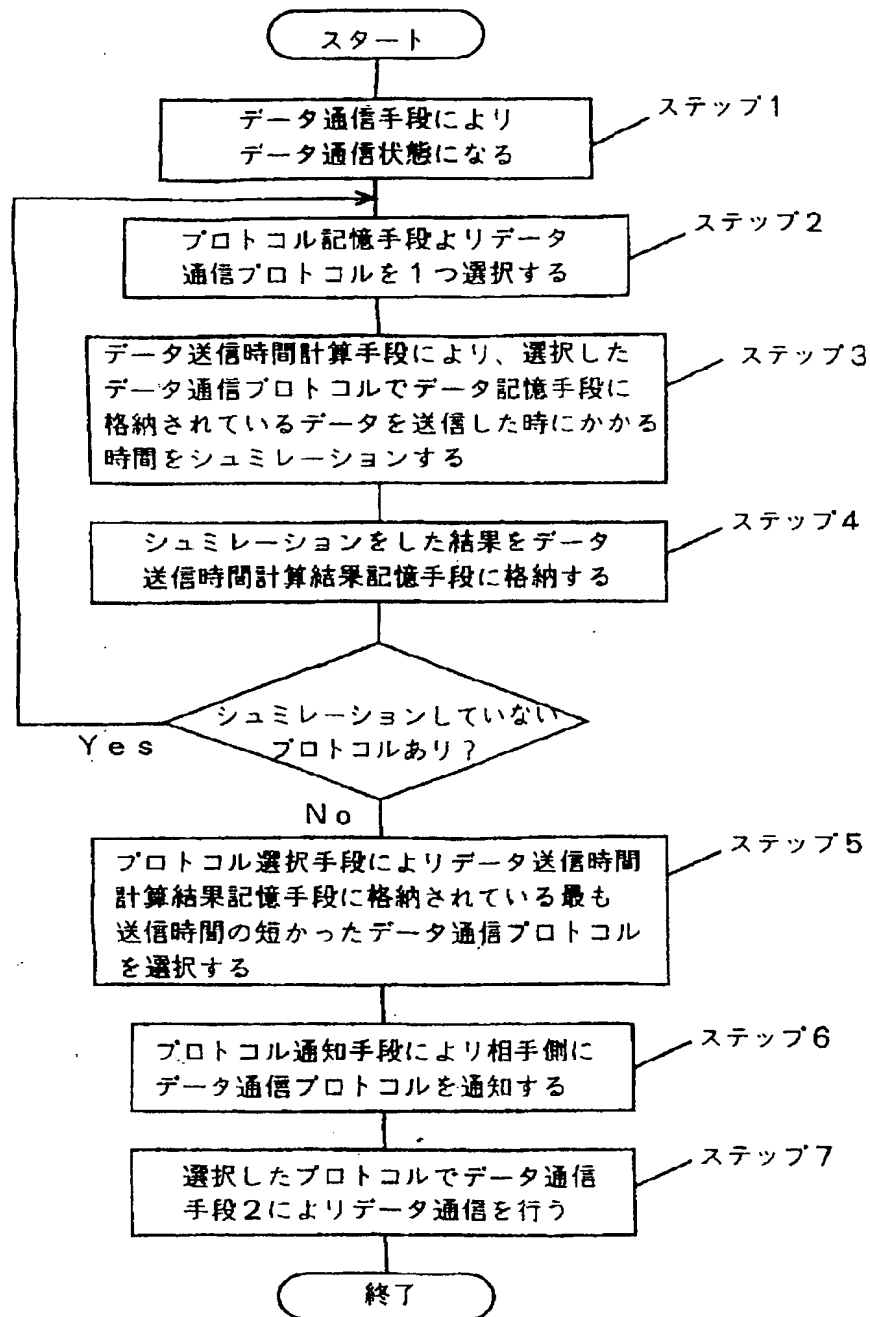 スタート
データ通信手段により
データ通信状態になる
ステップ1
プロトコル記憶手段よりデータ
通信プロトコルを1つ選択する
ステップ2
データ送信時間計算手段により、選択した
データ通信プロトコルでデータ記憶手段に
格納されているデータを送信した時にかかる
時間をシュミレーションする
ステップ3
シュミレーションをした結果をデータ
送信時間計算結果記憶手段に格納する
ステップ4
シュミレーションしていない
プロトコルあり?
Yes
No
プロトコル選択手段によりデータ送信時間
計算結果記憶手段に格納されている最も
送信時間の短かったデータ通信プロトコル
を選択する
ステップ5
プロトコル通知手段により相手側に
データ通信プロトコルを通知する
ステップ6
選択したプロトコルでデータ通信
手段2によりデータ通信を行う
ステップ7
終了